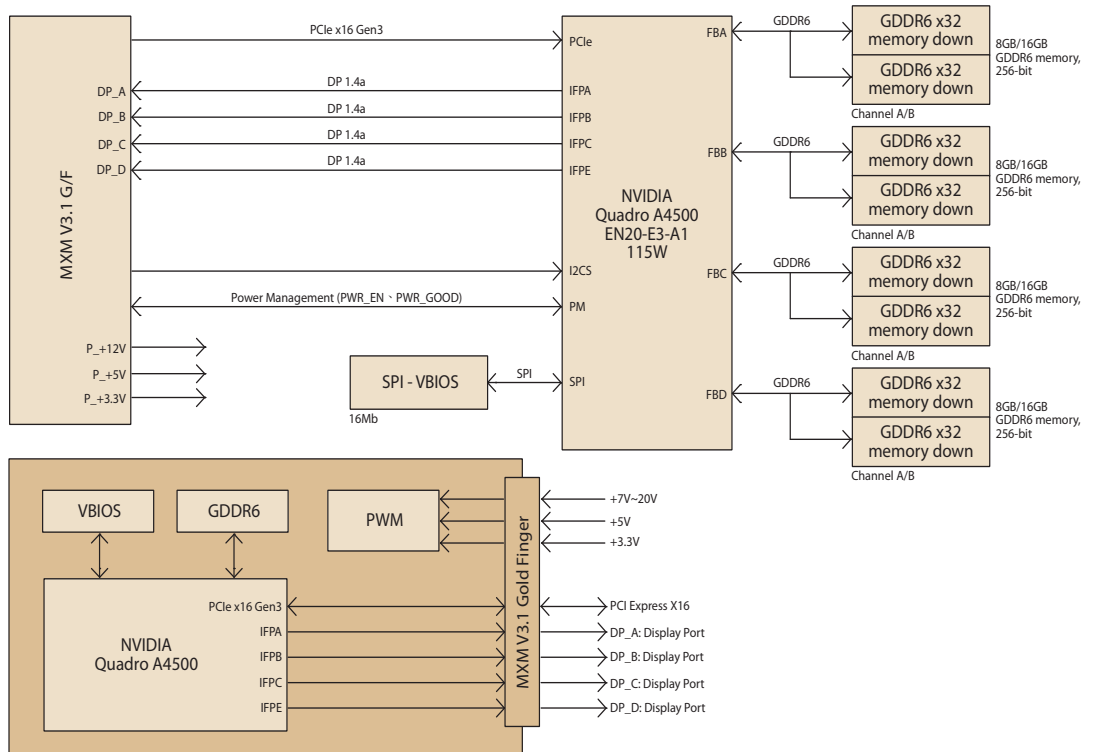 MXM V3.1 G/F
DP_A
DP_B
DP_C
DP_D
P_+12V
P_+5V
P_+3.3V
PCIe x16 Gen3
DP 1.4a
DP 1.4a
DP 1.4a
DP 1.4a
Power Management (PWR_EN、PWR_GOOD)
SPI - VBIOS
16Mb
SPI
PCIe
IFPA
IFPB
IFPC
IFPE
I2CS
PM
SPI
NVIDIA
Quadro A4500
EN20-E3-A1
115W
FBA
FBB
FBC
FBD
GDDR6
GDDR6 x32
memory down
GDDR6 x32
memory down
Channel A/B
8GB/16GB
GDDR6 memory,
256-bit
GDDR6
GDDR6 x32
memory down
GDDR6 x32
memory down
Channel A/B
8GB/16GB
GDDR6 memory,
256-bit
GDDR6
GDDR6 x32
memory down
GDDR6 x32
memory down
Channel A/B
8GB/16GB
GDDR6 memory,
256-bit
GDDR6
GDDR6 x32
memory down
GDDR6 x32
memory down
Channel A/B
8GB/16GB
GDDR6 memory,
256-bit
VBIOS
GDDR6
PWM
NVIDIA
Quadro A4500
PCIe x16 Gen3
IFPA
IFPB
IFPC
IFPE
MXM V3.1 Gold Finger
+7V~20V
+5V
+3.3V
PCI Express X16
DP_A: Display Port
DP_B: Display Port
DP_C: Display Port
DP_D: Display Port